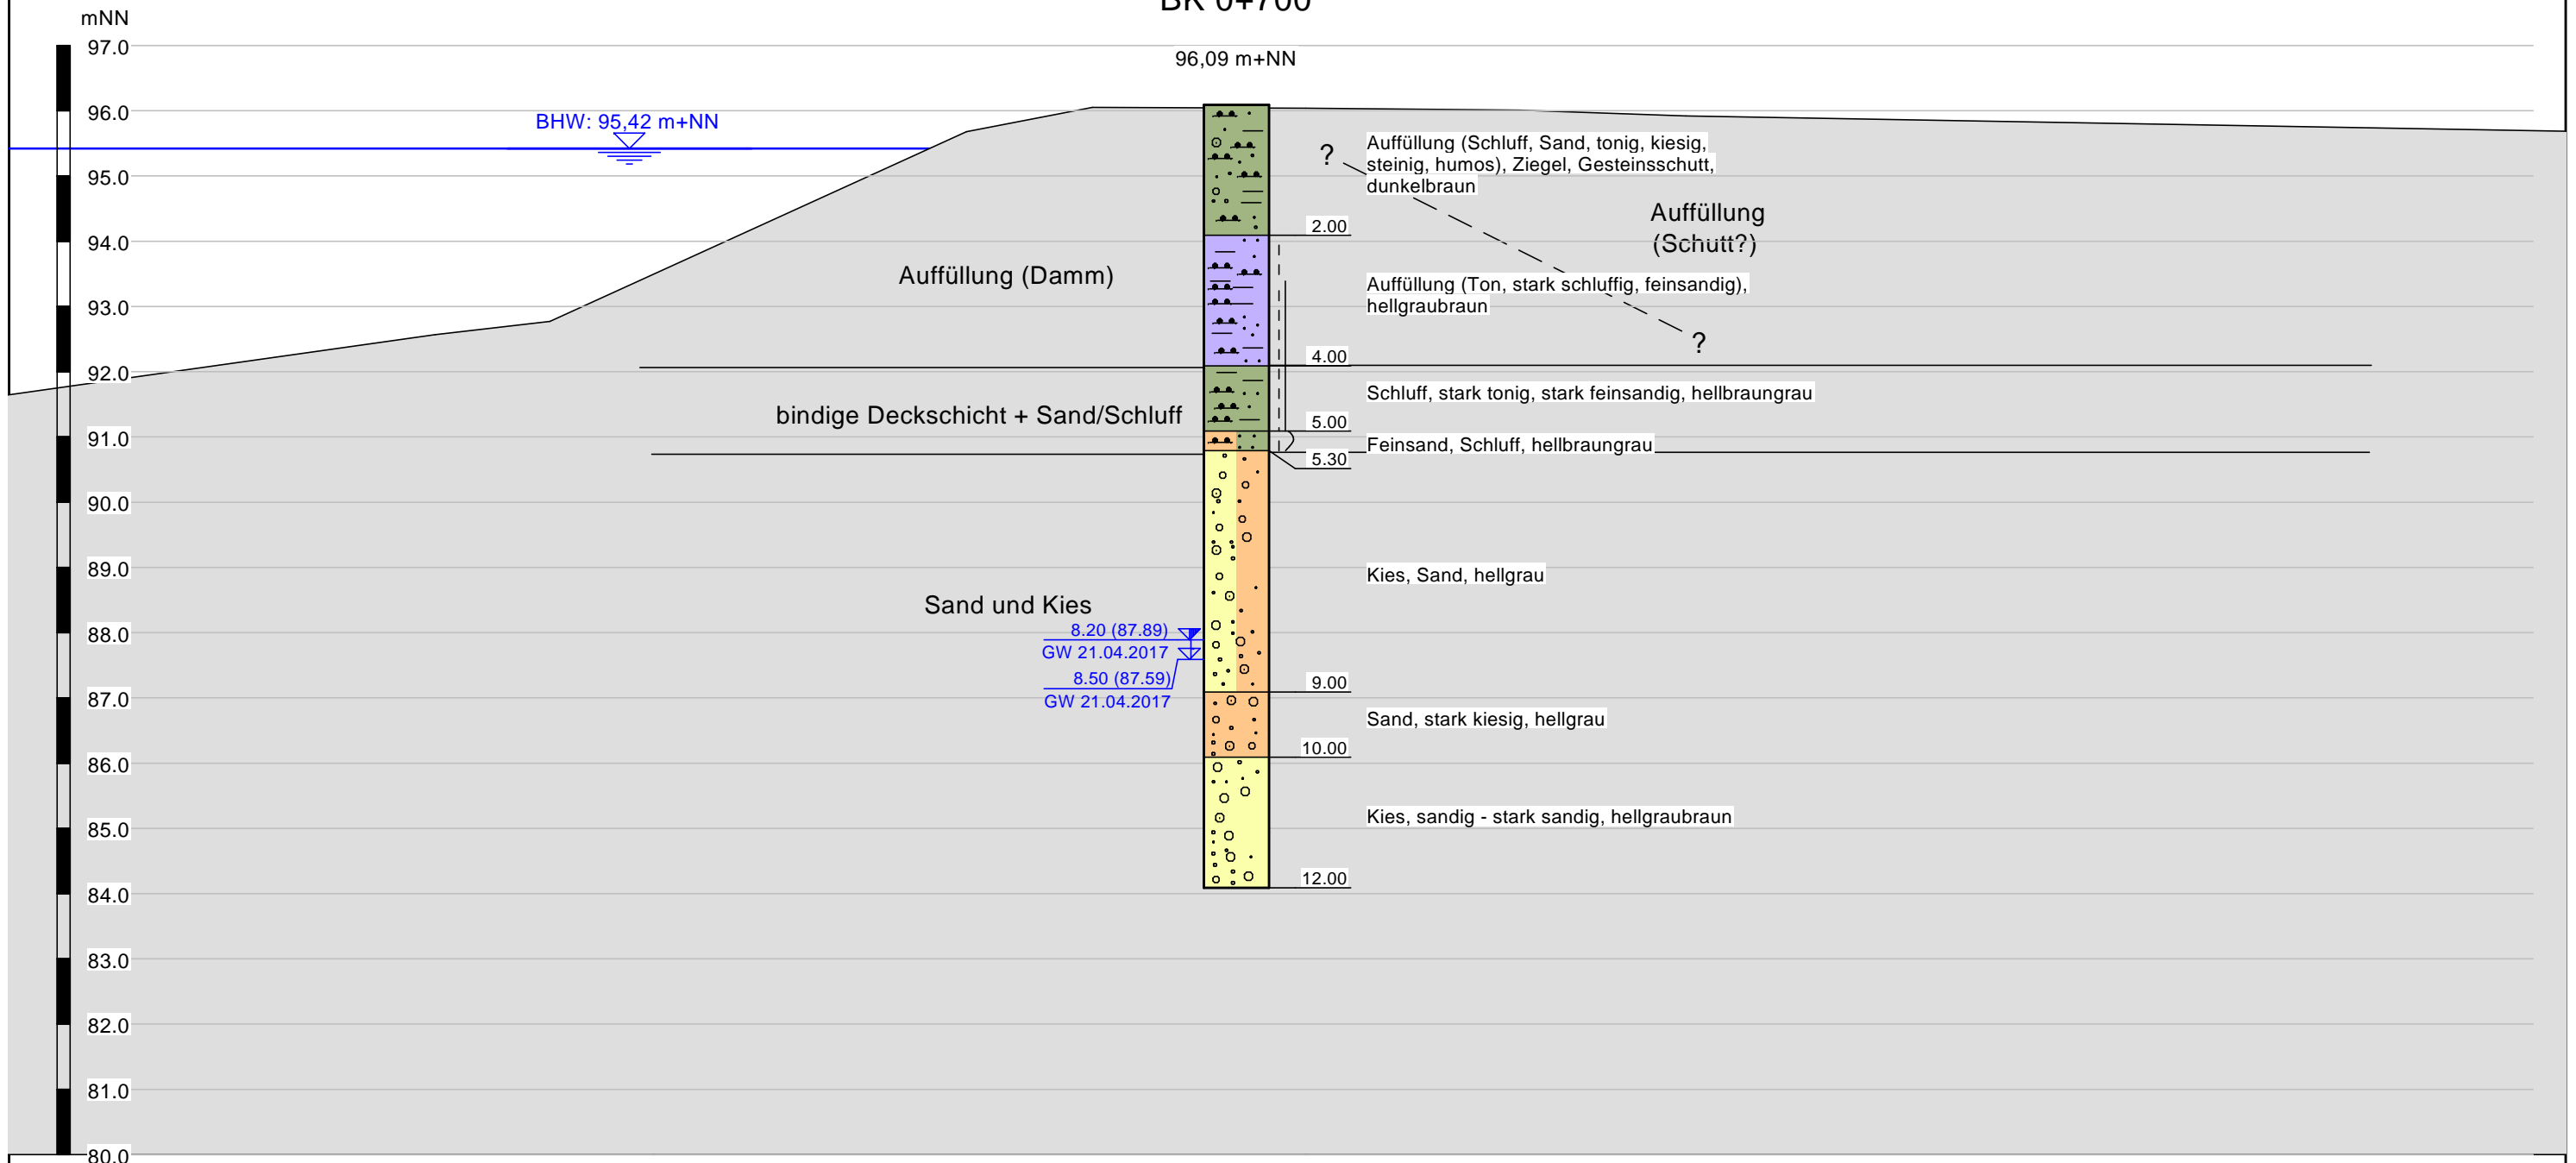 BK 0+700
mNN
97.0
96,09 m+NN
96.0
BHW: 95,42 m+NN
95.0
94.0
93.0
92.0
91.0
90.0
89.0
88.0
87.0
86.0
85.0
84.0
83.0
82.0
81.0
80.0
?
Auffüllung (Schluff, Sand, tonig, kiesig,
steinig, humos), Ziegel, Gesteinsschutt,
dunkelbraun
Auffüllung
(Schutt?)
2.00
Auffüllung (Damm)
Auffüllung (Ton, stark schluffig, feinsandig),
hellgraubraun
?
4.00
Schluff, stark tonig, stark feinsandig, hellbraungrau
bindige Deckschicht + Sand/Schluff
5.00
Feinsand, Schluff, hellbraungrau
5.30
Kies, Sand, hellgrau
Sand und Kies
8.20 (87.89)
GW 21.04.2017
8.50 (87.59)
GW 21.04.2017
9.00
Sand, stark kiesig, hellgrau
10.00
Kies, sandig - stark sandig, hellgraubraun
12.00